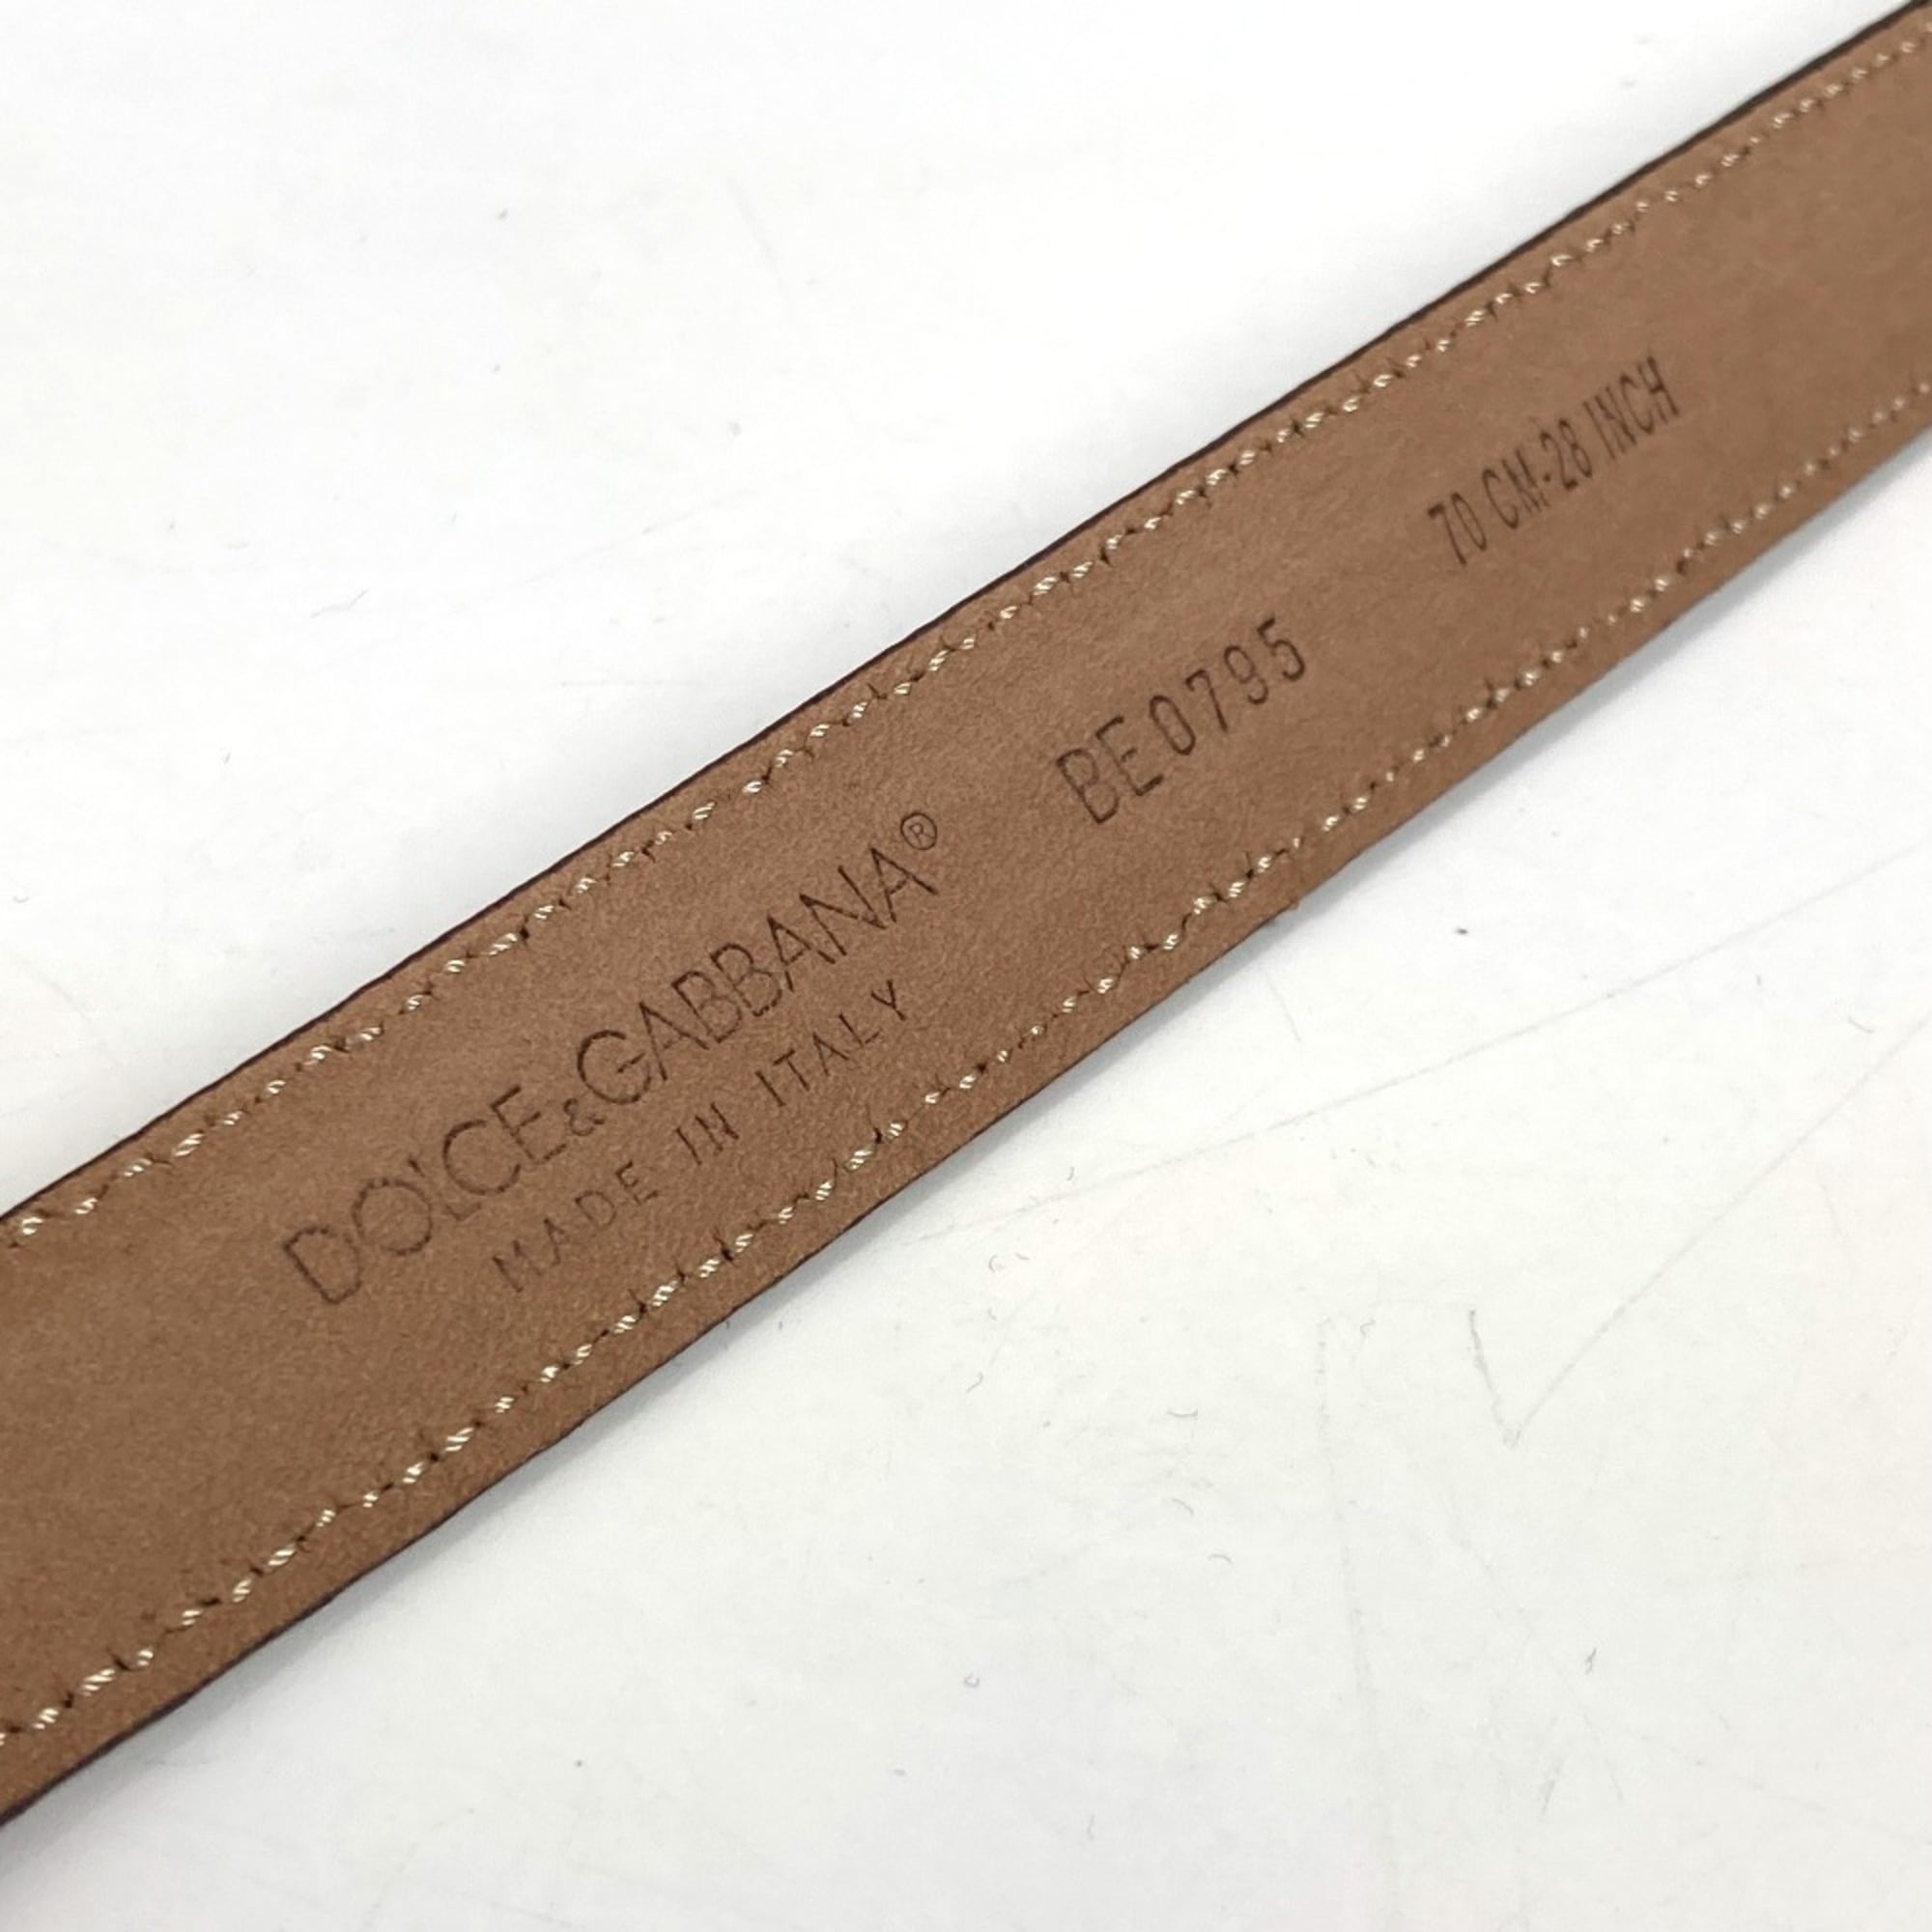 DOLCE&GABBANA®
MADE IN ITALY
BE0795
70 CM-28 INCH